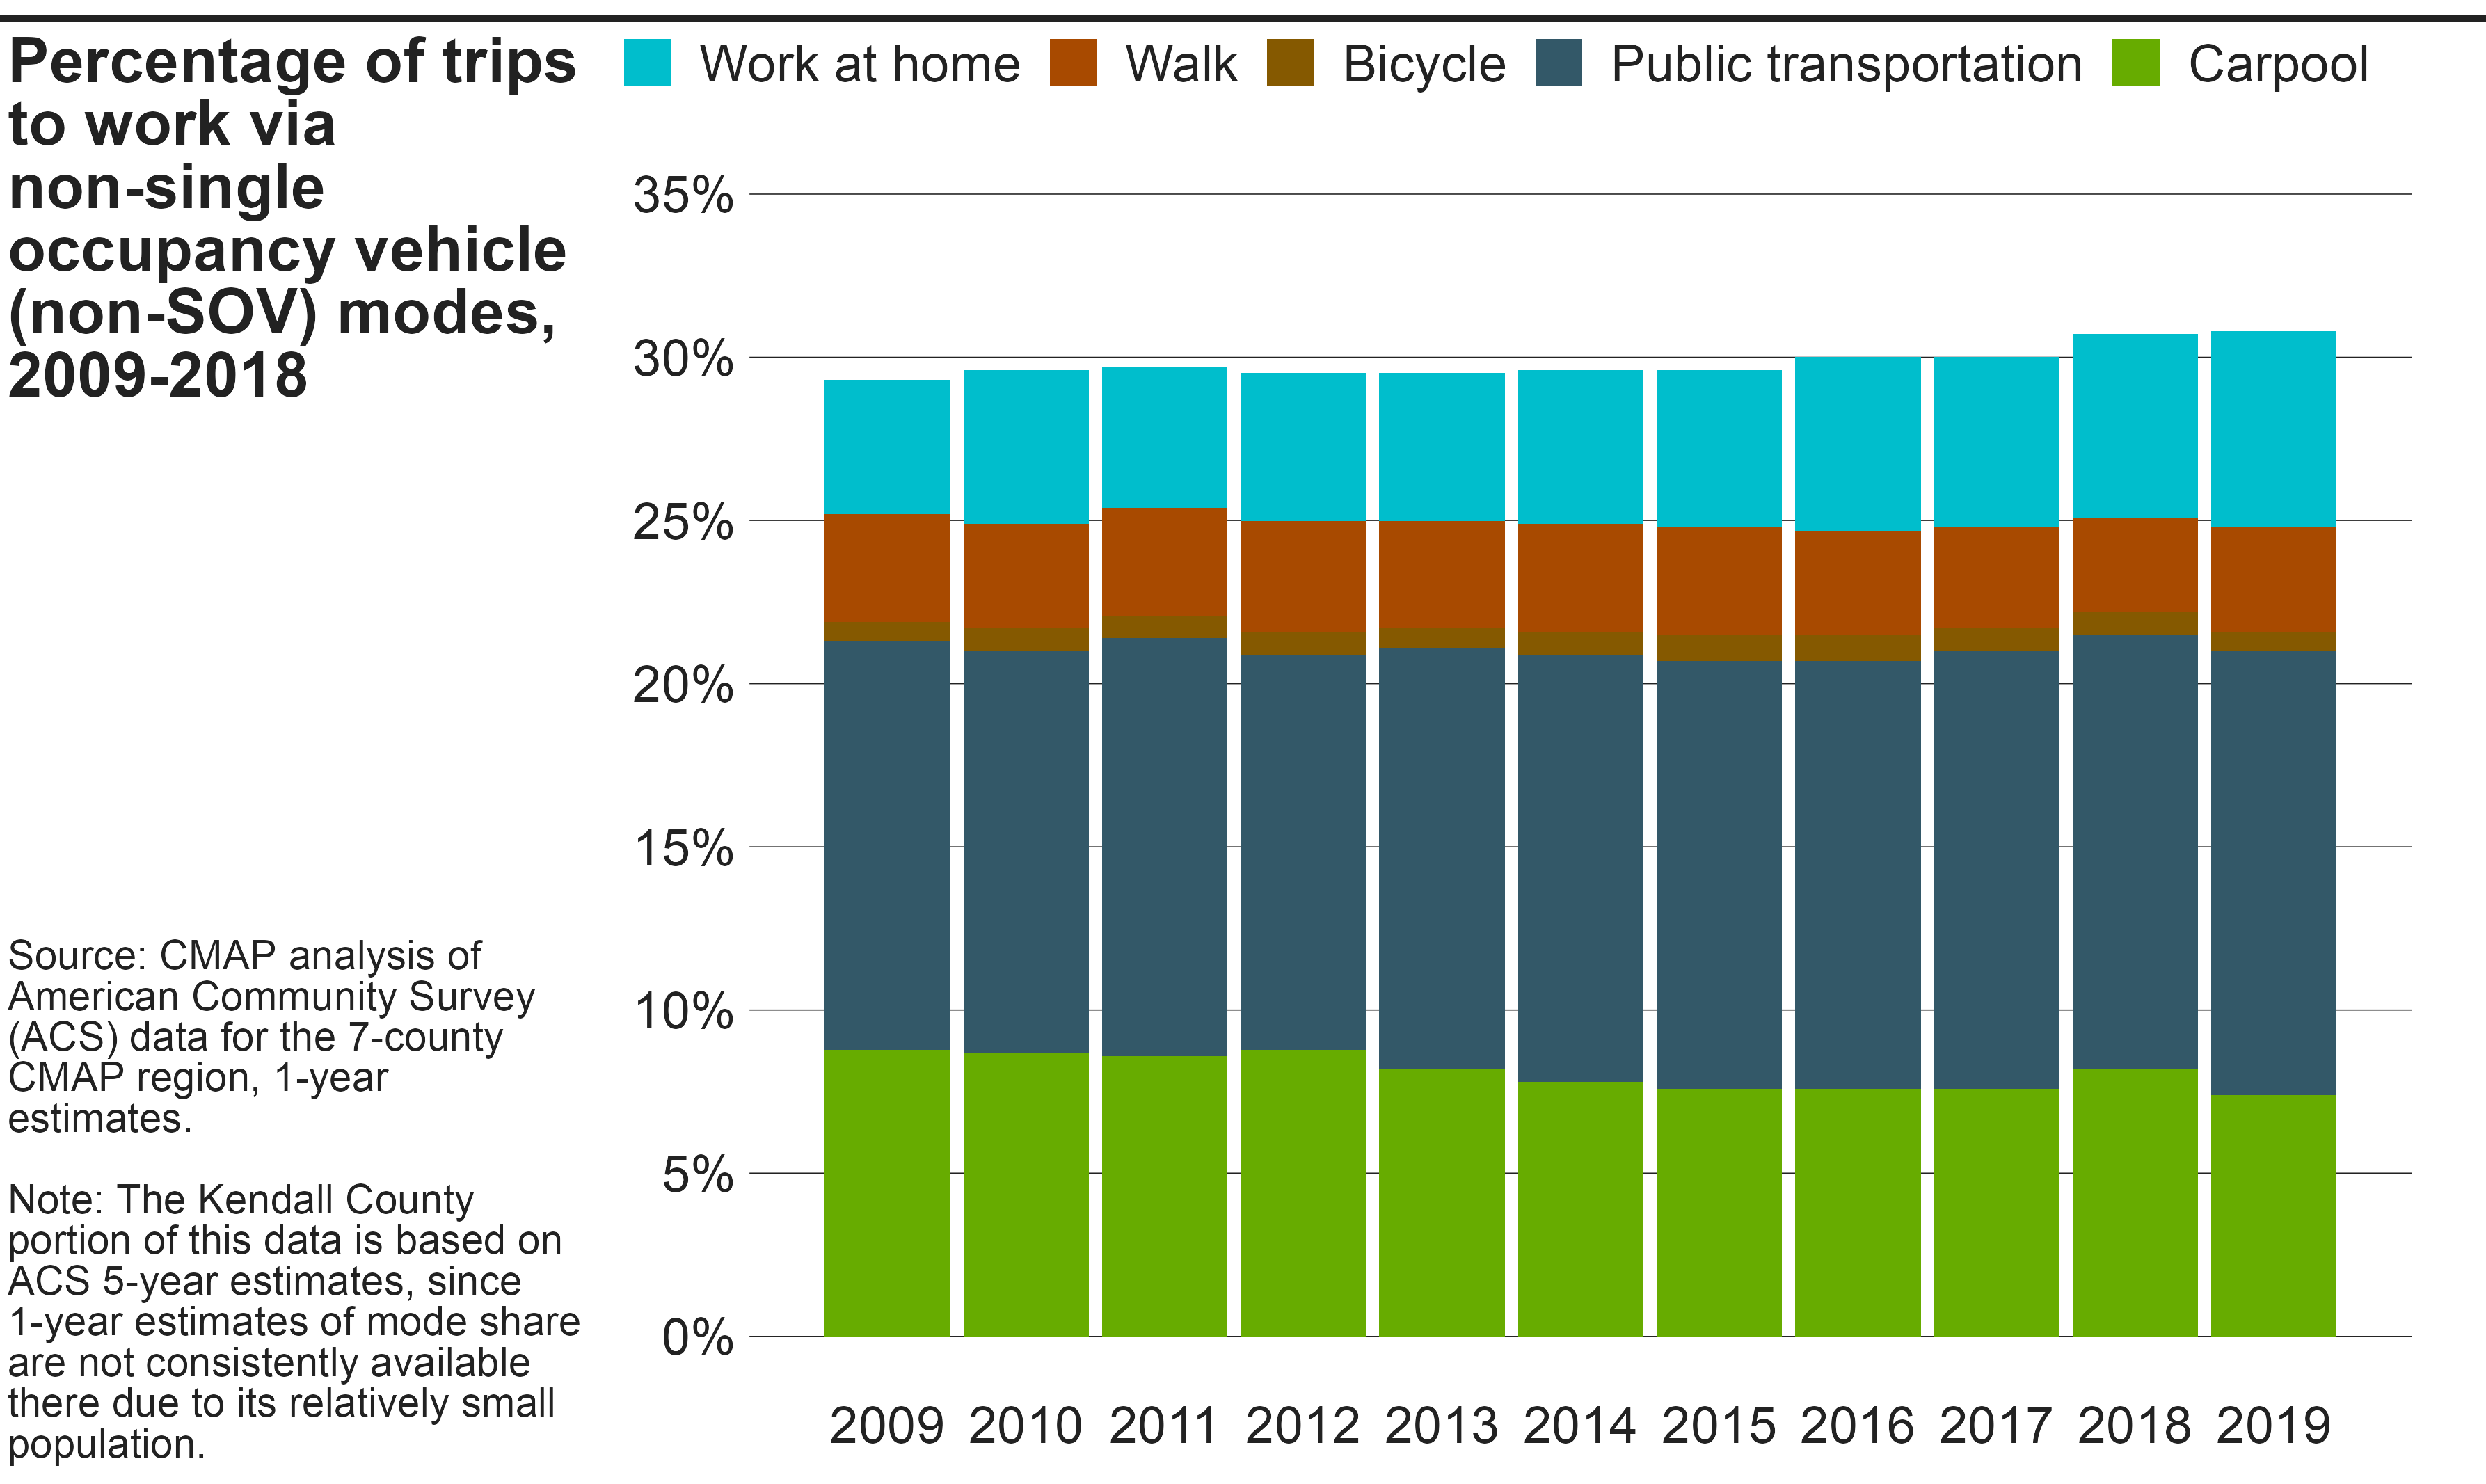 Percentage of trips
to work via
non-single
occupancy vehicle
(non-SOV) modes,
2009-2018
Work at home Walk Bicycle Public transportation Carpool
35%
30%
25%
20%
15%
10%
5%
0%
2009 2010 2011 2012 2013 2014 2015 2016 2017 2018 2019
Source: CMAP analysis of
American Community Survey
(ACS) data for the 7-county
CMAP region, 1-year
estimates.
Note: The Kendall County
portion of this data is based on
ACS 5-year estimates, since
1-year estimates of mode share
are not consistently available
there due to its relatively small
population.